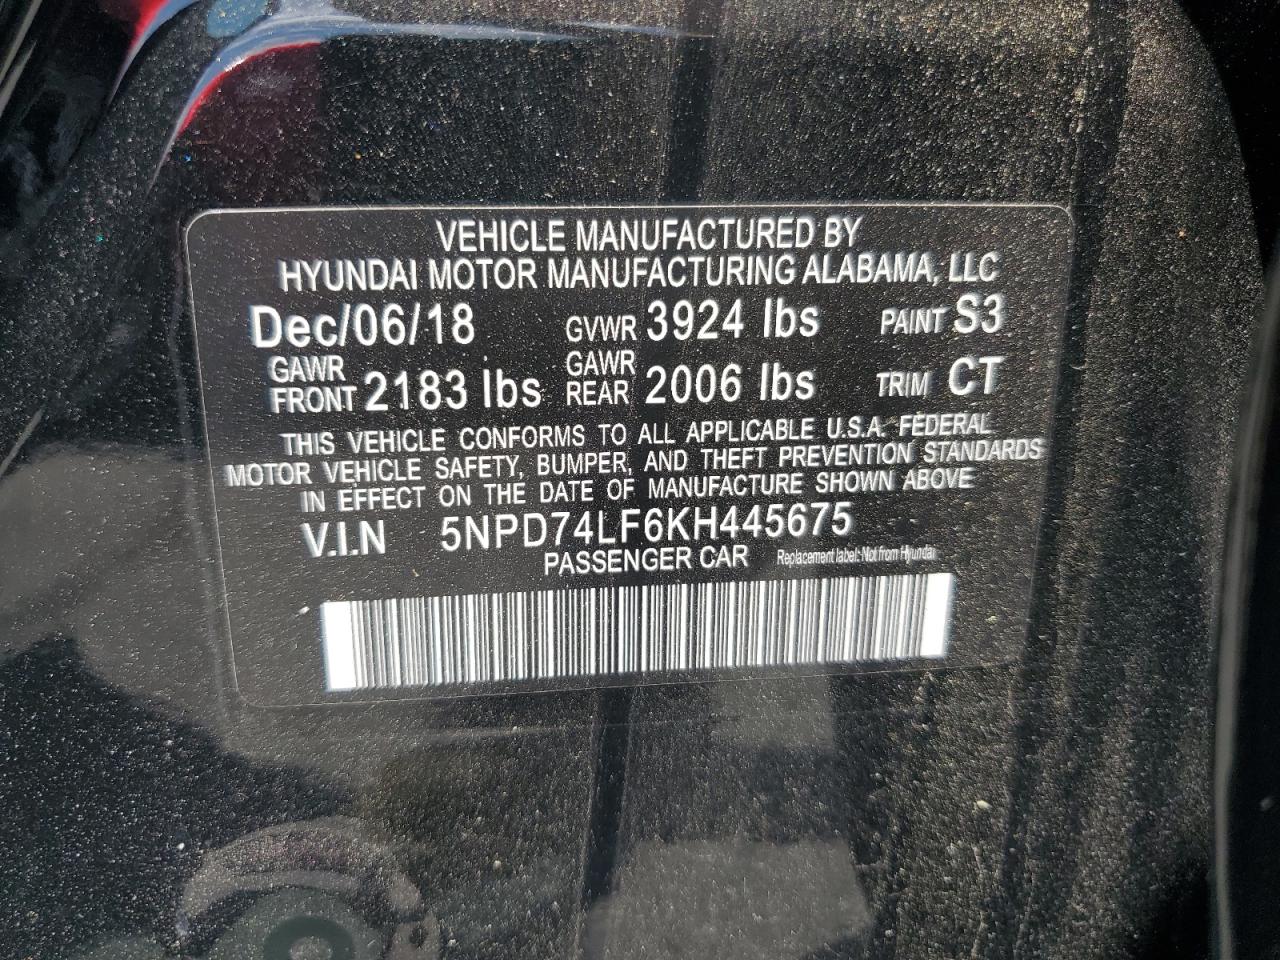 VEHICLE MANUFACTURED BY
HYUNDAI MOTOR MANUFACTURING ALABAMA, LLC
Dec/06/18 GVWR 3924 lbs PAINT S3
GAWR FRONT 2183 lbs GAWR REAR 2006 lbs TRIM CT
THIS VEHICLE CONFORMS TO ALL APPLICABLE U.S.A. FEDERAL
MOTOR VEHICLE SAFETY, BUMPER, AND THEFT PREVENTION STANDARDS
IN EFFECT ON THE DATE OF MANUFACTURE SHOWN ABOVE
V.I.N 5NPD74LF6KH445675
PASSENGER CAR Replacement label: Not from Hyundai